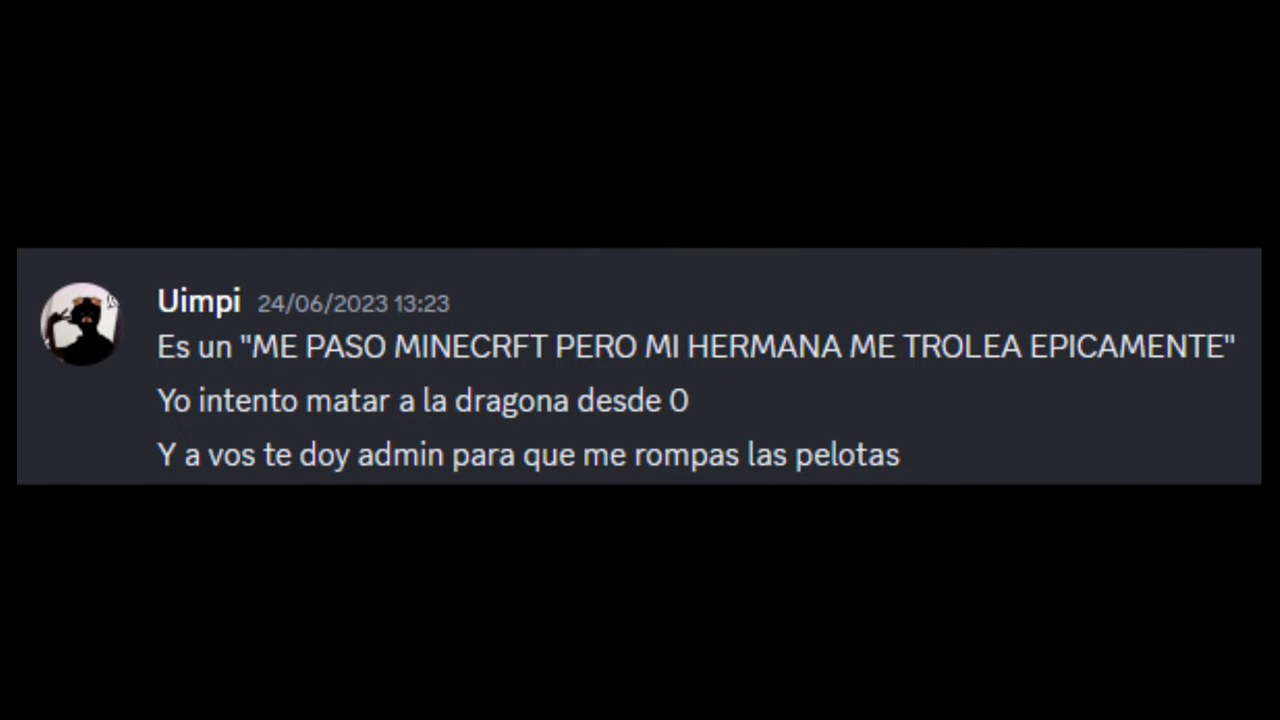 Uimpi 24/06/2023 13:23
Es un "ME PASO MINECRFT PERO MI HERMANA ME TROLEA EPICAMENTE"
Yo intento matar a la dragona desde 0
Y a vos te doy admin para que me rompas las pelotas